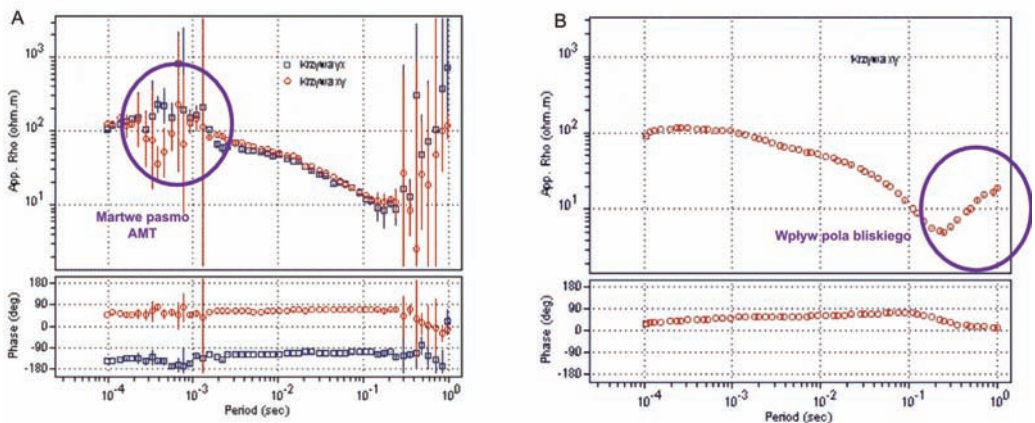 A
App. Rho (ohm.m)
10³
10²
10¹
Krzywa yx
Krzywa xy
Martwe pasmo
AMT
Phase (deg)
180
90
0
-90
-180
10⁻⁴
10⁻³
10⁻²
10⁻¹
10⁰
Period (sec)
B
App. Rho (ohm.m)
10³
10²
10¹
Krzywa xy
Wpływ pola bliskiego
Phase (deg)
180
90
0
-90
-180
10⁻⁴
10⁻³
10⁻²
10⁻¹
10⁰
Period (sec)